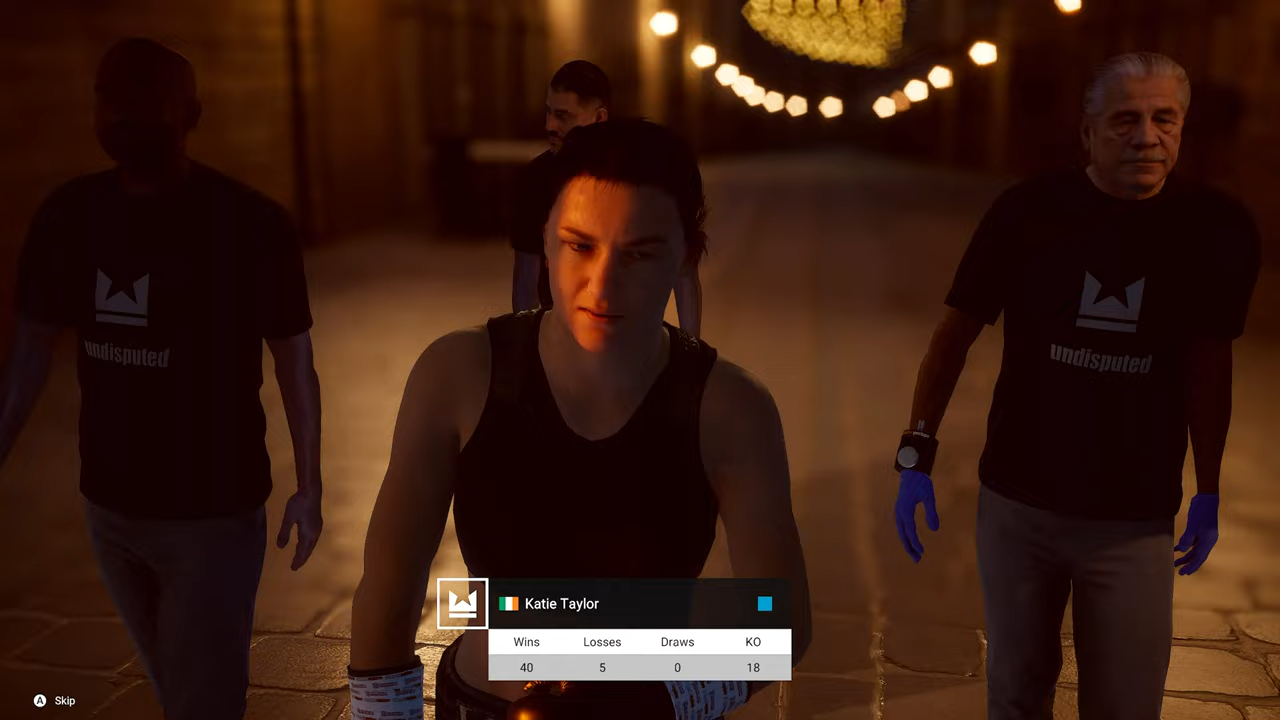 undisputed
undisputed
Katie Taylor
Wins Losses Draws KO
40 5 0 18
A Skip